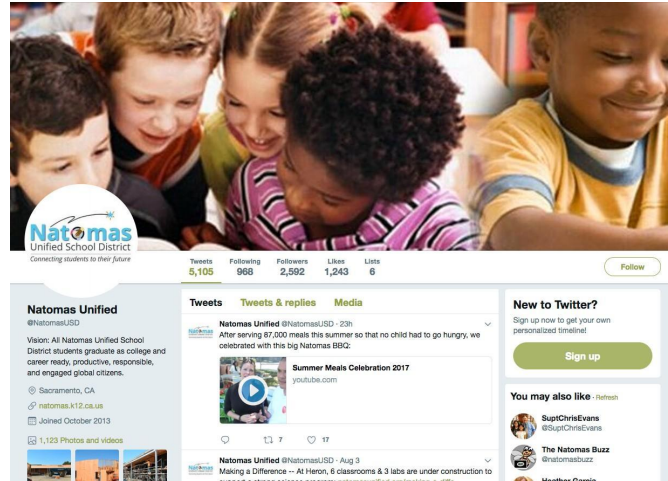 Natomas
Unified School District
Connecting students to their future
Tweets Following Followers Likes Lists
5,105 968 2,592 1,243 6
Follow
Natomas Unified
@NatomasUSD
Vision: All Natomas Unified School
District students graduate as college and
career ready, productive, responsible,
and engaged global citizens.
Sacramento, CA
natomas.k12.ca.us
Joined October 2013
1,123 Photos and videos
Tweets Tweets & replies Media
Natomas Unified @NatomasUSD · 23h
After serving 87,000 meals this summer so that no child had to go hungry, we
celebrated with this big Natomas BBQ:
Summer Meals Celebration 2017
youtube.com
7 17
Natomas Unified @NatomasUSD · Aug 3
Making a Difference -- At Heron, 6 classrooms & 3 labs are under construction to
New to Twitter?
Sign up now to get your own
personalized timeline!
Sign up
You may also like · Refresh
SuptChrisEvans
@SuptChrisEvans
The Natomas Buzz
@natomasbuzz
Heather Garcia